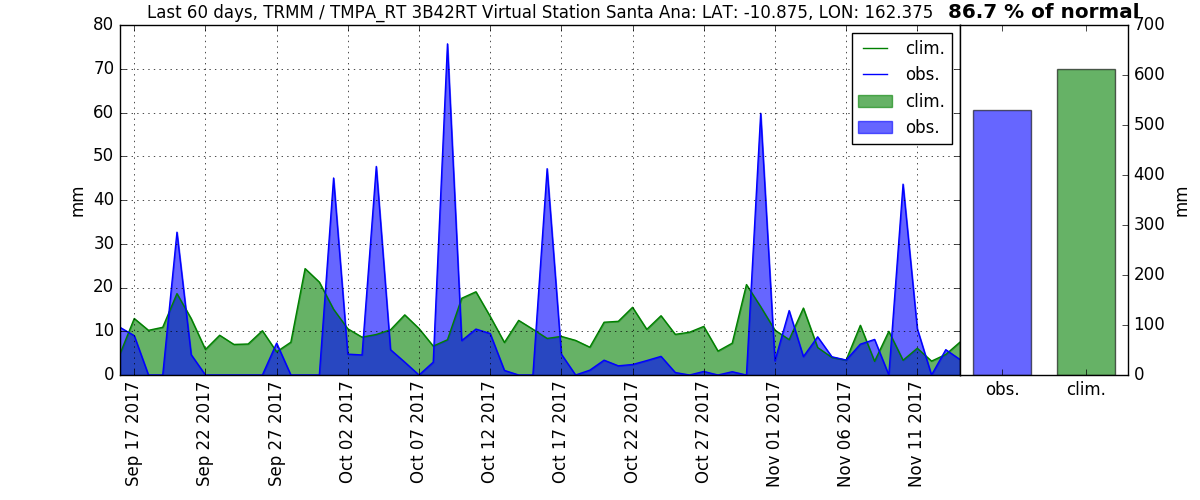 Last 60 days, TRMM / TMPA_RT 3B42RT Virtual Station Santa Ana: LAT: -10.875, LON: 162.375 86.7 % of normal
80
70
60
50
40
30
20
10
0
mm
clim.
obs.
clim.
obs.
700
600
500
400
300
200
100
0
mm
obs. clim.
Sep 17 2017
Sep 22 2017
Sep 27 2017
Oct 02 2017
Oct 07 2017
Oct 12 2017
Oct 17 2017
Oct 22 2017
Oct 27 2017
Nov 01 2017
Nov 06 2017
Nov 11 2017